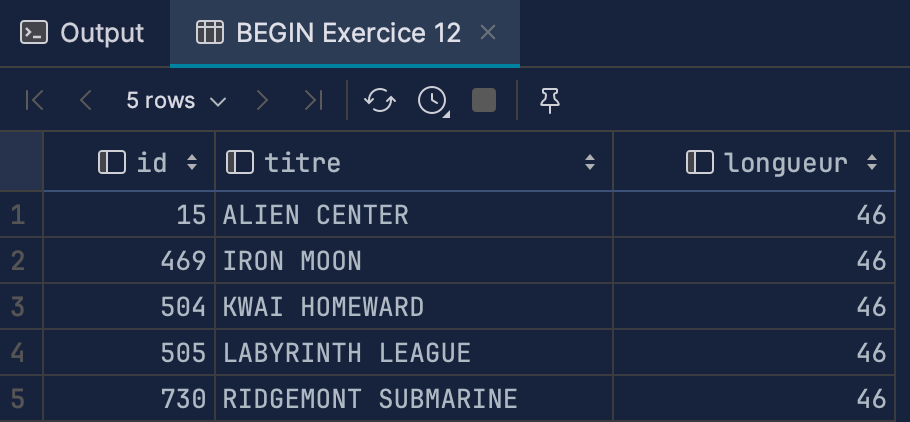 Output BEGIN Exercice 12
5 rows
id titre longueur
1 15 ALIEN CENTER 46
2 469 IRON MOON 46
3 504 KWAI HOMEWARD 46
4 505 LABYRINTH LEAGUE 46
5 730 RIDGEMONT SUBMARINE 46